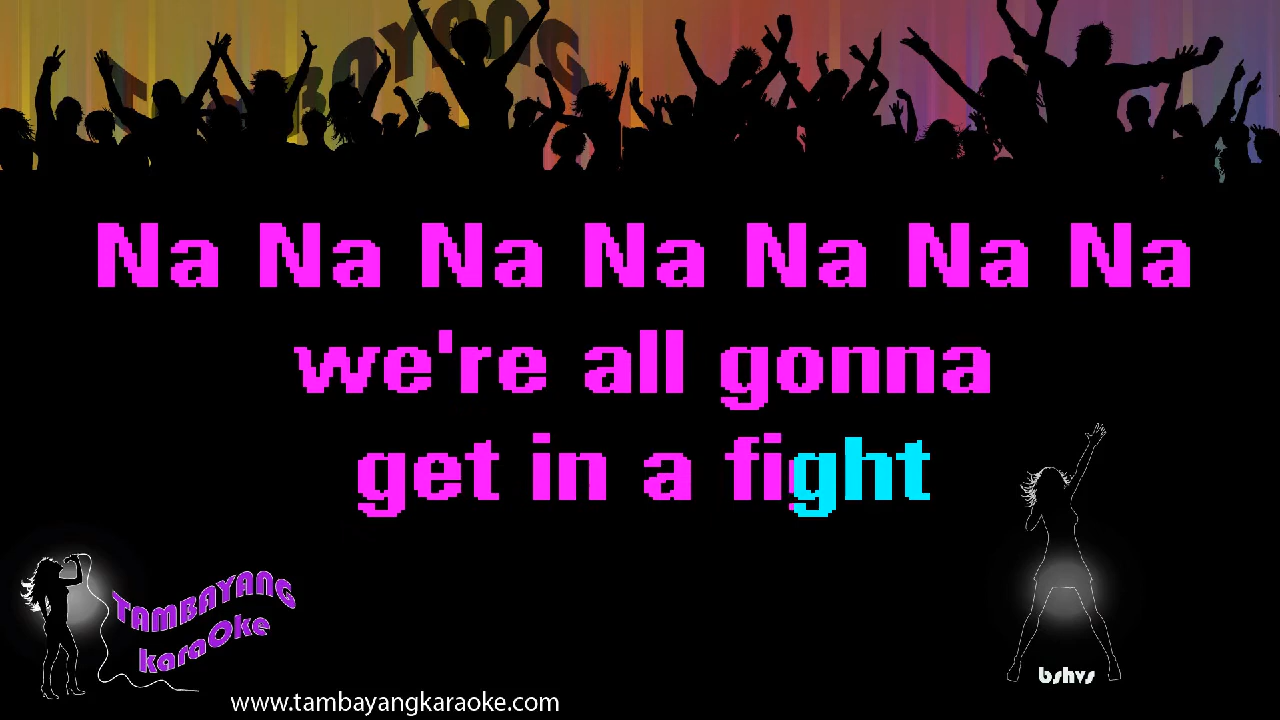 TAMBAYANG
Na Na Na Na Na Na Na
we're all gonna
get in a fight
TAMBAYANG
karaOke
bshvs
www.tambayangkaraoke.com